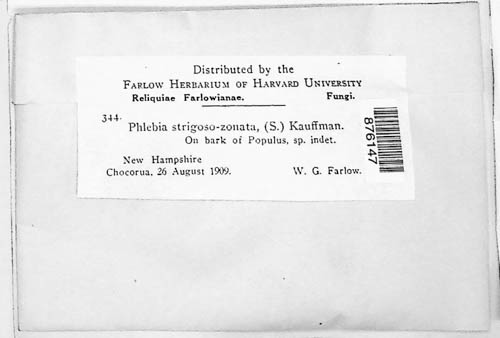 Distributed by the
FARLOW HERBARIUM OF HARVARD UNIVERSITY
Reliquiae Farlowianae. Fungi.
344.
Phlebia strigoso-zonata, (S.) Kauffman.
On bark of Populus, sp. indet.
New Hampshire
Chocorua, 26 August 1909. W. G. Farlow.
876147